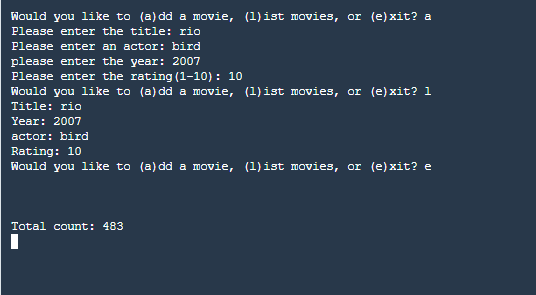 Would you like to (a)dd a movie, (l)ist movies, or (e)xit? a
Please enter the title: rio
Please enter an actor: bird
please enter the year: 2007
Please enter the rating(1-10): 10
Would you like to (a)dd a movie, (l)ist movies, or (e)xit? l
Title: rio
Year: 2007
actor: bird
Rating: 10
Would you like to (a)dd a movie, (l)ist movies, or (e)xit? e
Total count: 483